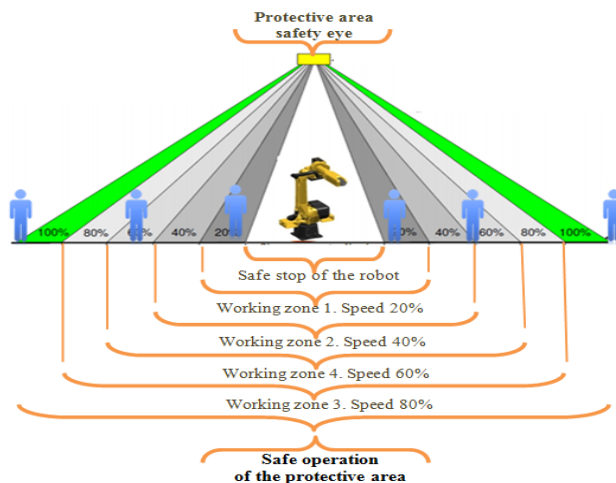 Protective area
safety eye
100% 80% 60% 40% 20% 20% 40% 60% 80% 100%
Safe stop of the robot
Working zone 1. Speed 20%
Working zone 2. Speed 40%
Working zone 4. Speed 60%
Working zone 3. Speed 80%
Safe operation
of the protective area